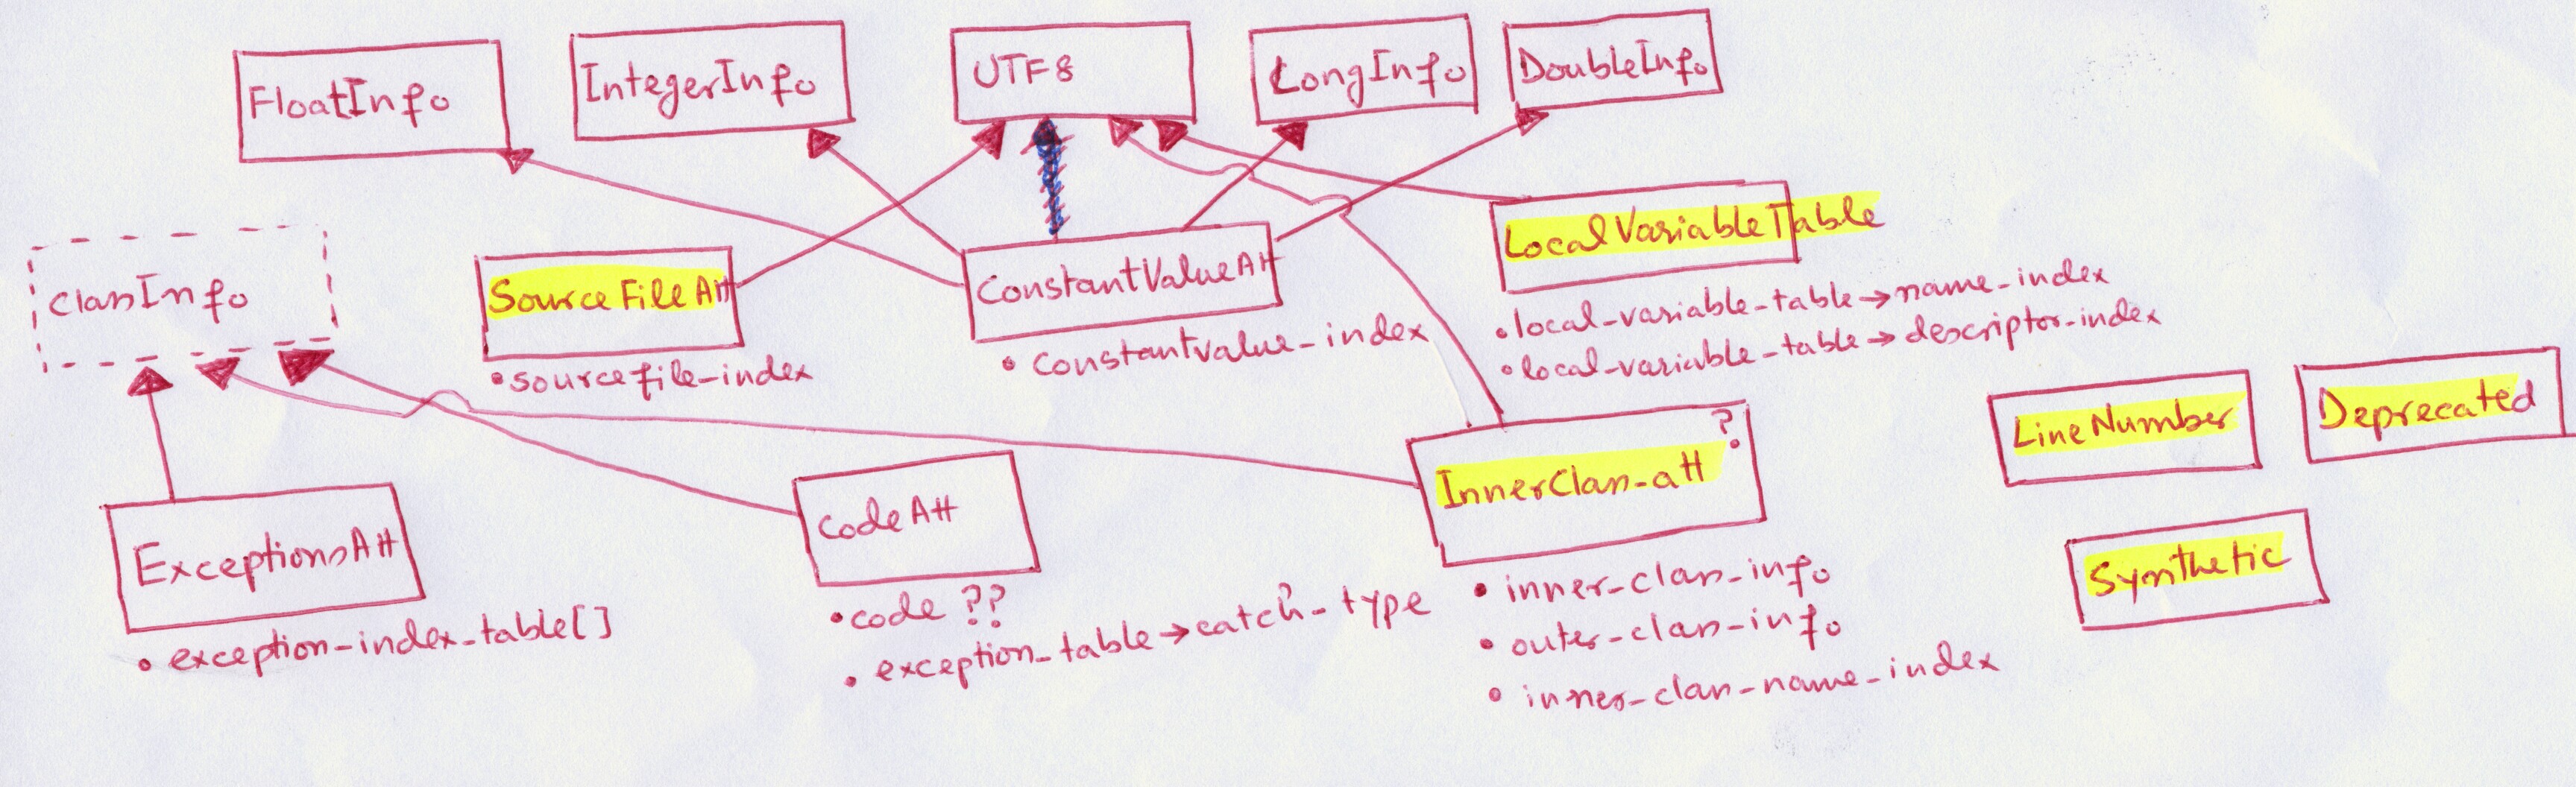 FloatInfo
IntegerInfo
UTF8
LongInfo
DoubleInfo
LocalVariableTable
• local-variable-table→name-index
• local-variable-table→descriptor-index
ClassInfo
SourceFileAtt
• sourcefile-index
ConstantValueAtt
• constantvalue-index
LineNumber
Deprecated
Synthetic
ExceptionsAtt
• exception-index-table[]
CodeAtt
• code ??
• exception-table→catch-type
?
InnerClass-att
• inner-class-info
• outer-class-info
• inner-class-name-index